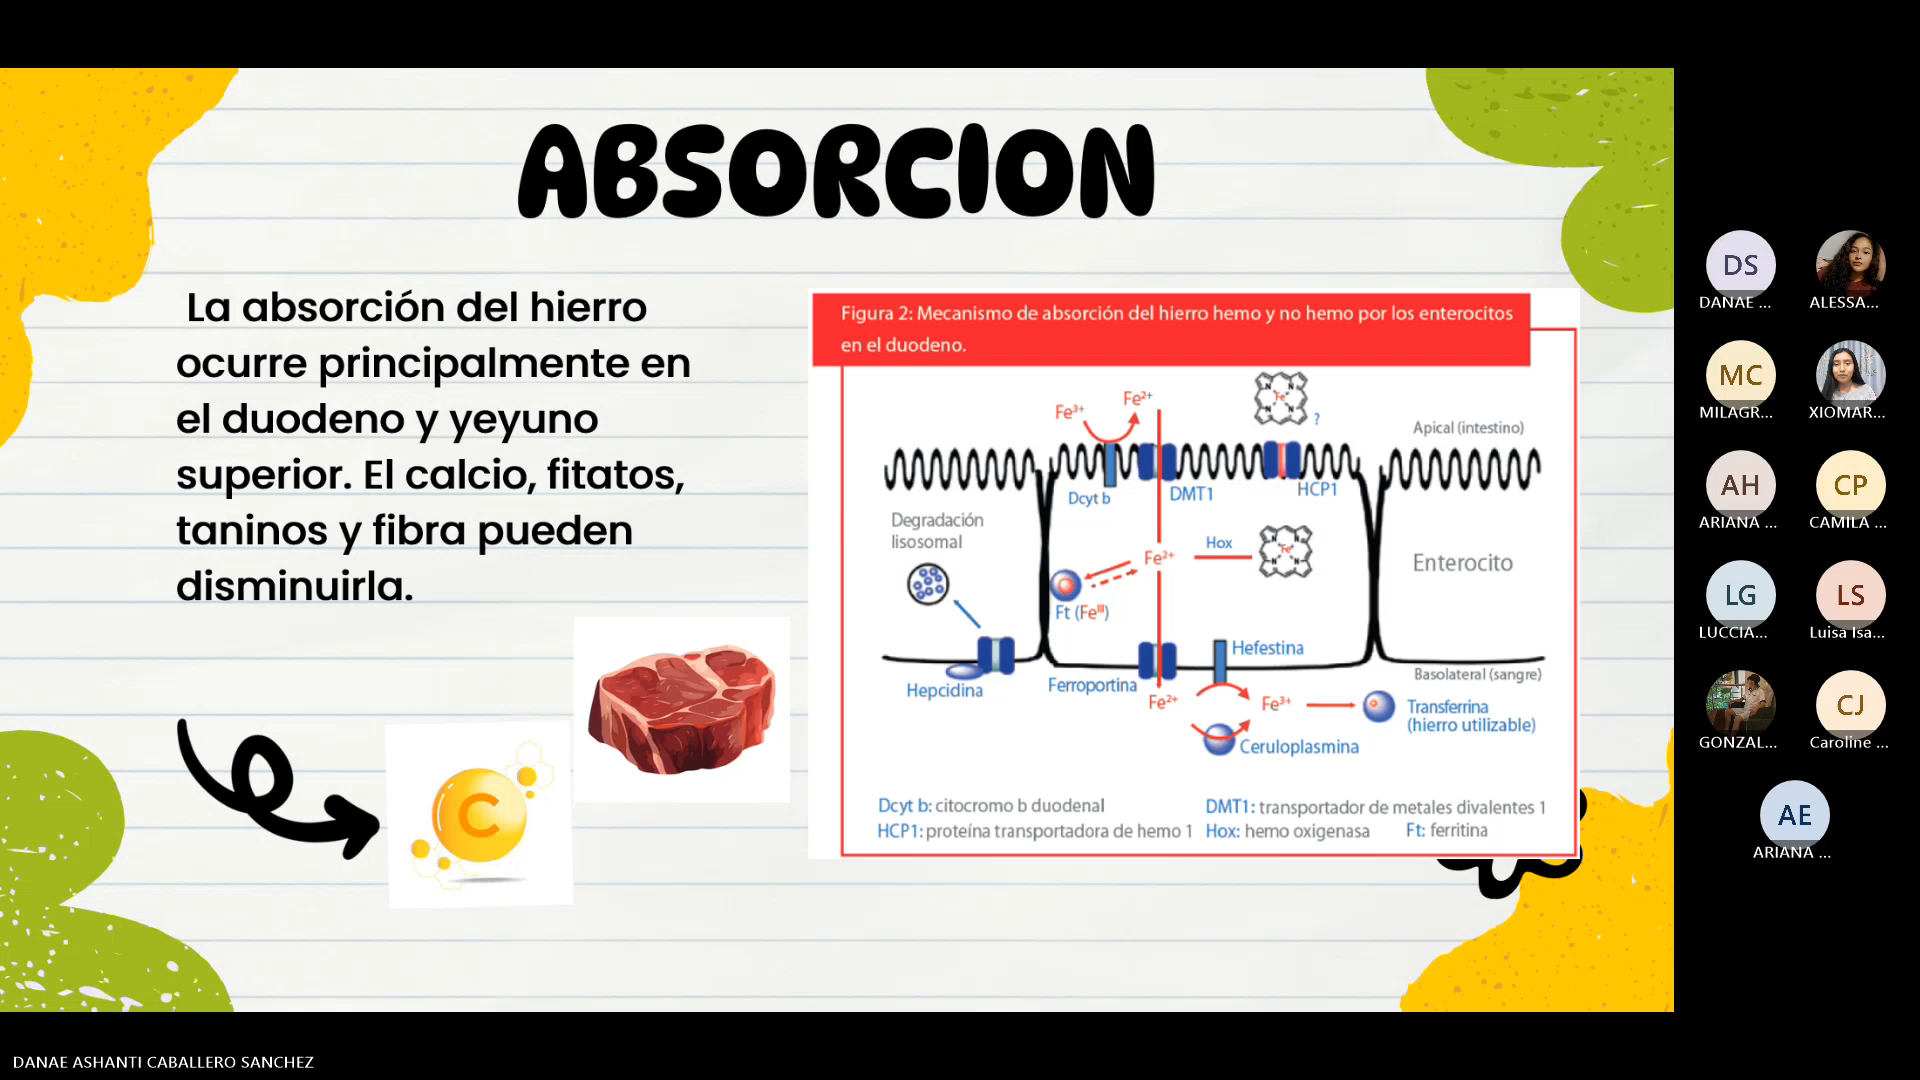 ABSORCION
La absorción del hierro
ocurre principalmente en
el duodeno y yeyuno
superior. El calcio, fitatos,
taninos y fibra pueden
disminuirla.
C
Figura 2: Mecanismo de absorción del hierro hemo y no hemo por los enterocitos
en el duodeno.
Fe³⁺
Fe²⁺
N N
Fe
N N
?
Apical (intestino)
Dcyt b
DMT1
HCP1
Degradación
lisosomal
Fe²⁺
Hox
Fe
Enterocito
Ft (Feᴵᴵᴵ)
Hefestina
Basolateral (sangre)
Hepcidina
Ferroportina
Fe²⁺
Fe³⁺
Transferrina
(hierro utilizable)
Ceruloplasmina
Dcyt b: citocromo b duodenal
DMT1: transportador de metales divalentes 1
HCP1: proteína transportadora de hemo 1
Hox: hemo oxigenasa
Ft: ferritina
DS
DANAE ...
ALESSA...
MC
MILAGR...
XIOMAR...
AH
ARIANA ...
CP
CAMILA ...
LG
LUCCIA...
LS
Luisa Isa...
GONZAL...
CJ
Caroline ...
AE
ARIANA ...
DANAE ASHANTI CABALLERO SANCHEZ